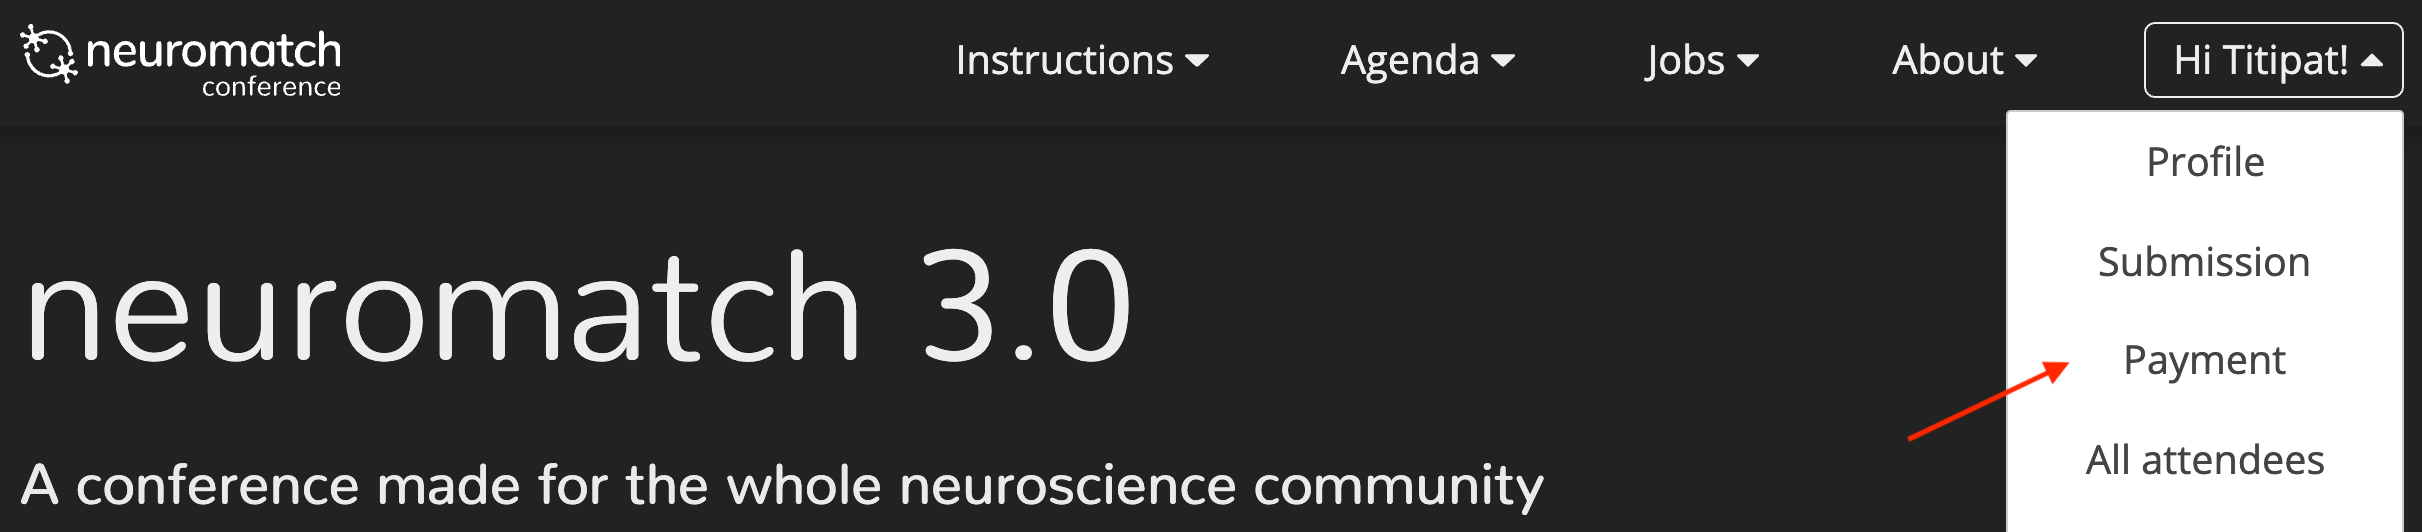 neuromatch
conference
Instructions
Agenda
Jobs
About
Hi Titipat!
Profile
Submission
Payment
All attendees
neuromatch 3.0
A conference made for the whole neuroscience community